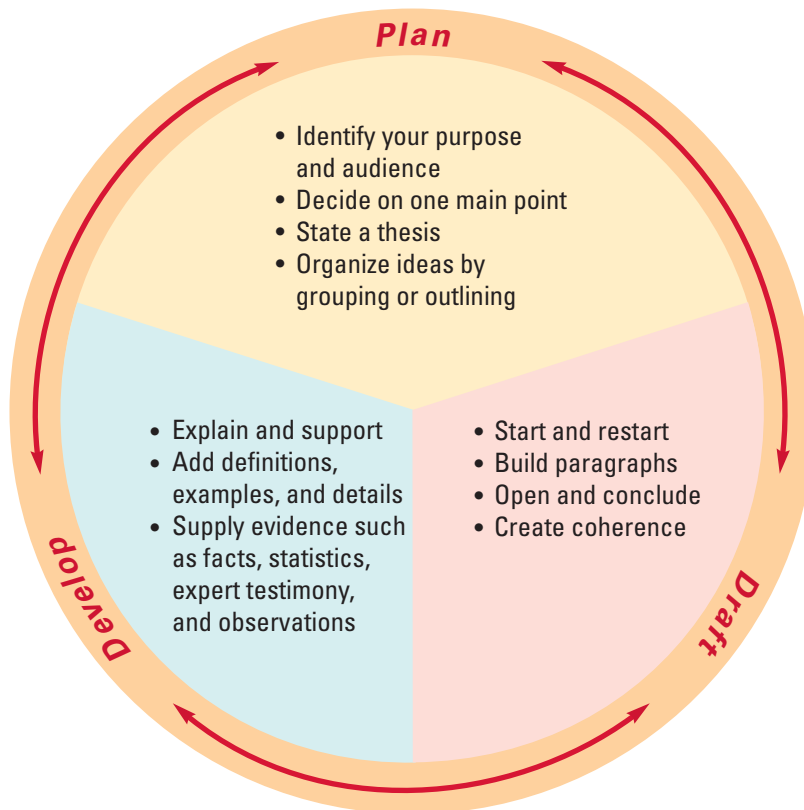 Plan
• Identify your purpose
and audience
• Decide on one main point
• State a thesis
• Organize ideas by
grouping or outlining
• Explain and support
• Add definitions,
examples, and details
• Supply evidence such
as facts, statistics,
expert testimony,
and observations
Develop
• Start and restart
• Build paragraphs
• Open and conclude
• Create coherence
Draft